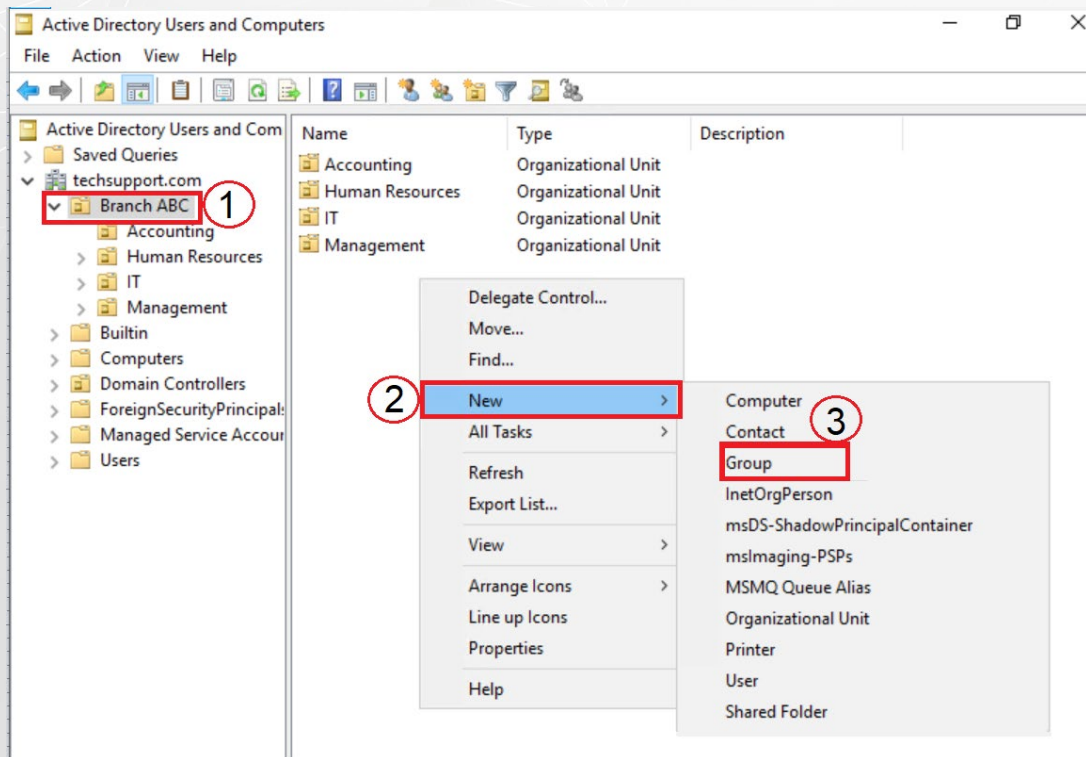 Active Directory Users and Computers
File Action View Help
Active Directory Users and Com
Saved Queries
techsupport.com
Branch ABC
1
Accounting
Human Resources
IT
Management
Builtin
Computers
Domain Controllers
ForeignSecurityPrincipals
Managed Service Accour
Users
Name Type Description
Accounting Organizational Unit
Human Resources Organizational Unit
IT Organizational Unit
Management Organizational Unit
Delegate Control...
Move...
Find...
2
New
All Tasks
Refresh
Export List...
View
Arrange Icons
Line up Icons
Properties
Help
Computer
3
Contact
Group
InetOrgPerson
msDS-ShadowPrincipalContainer
msImaging-PSPs
MSMQ Queue Alias
Organizational Unit
Printer
User
Shared Folder